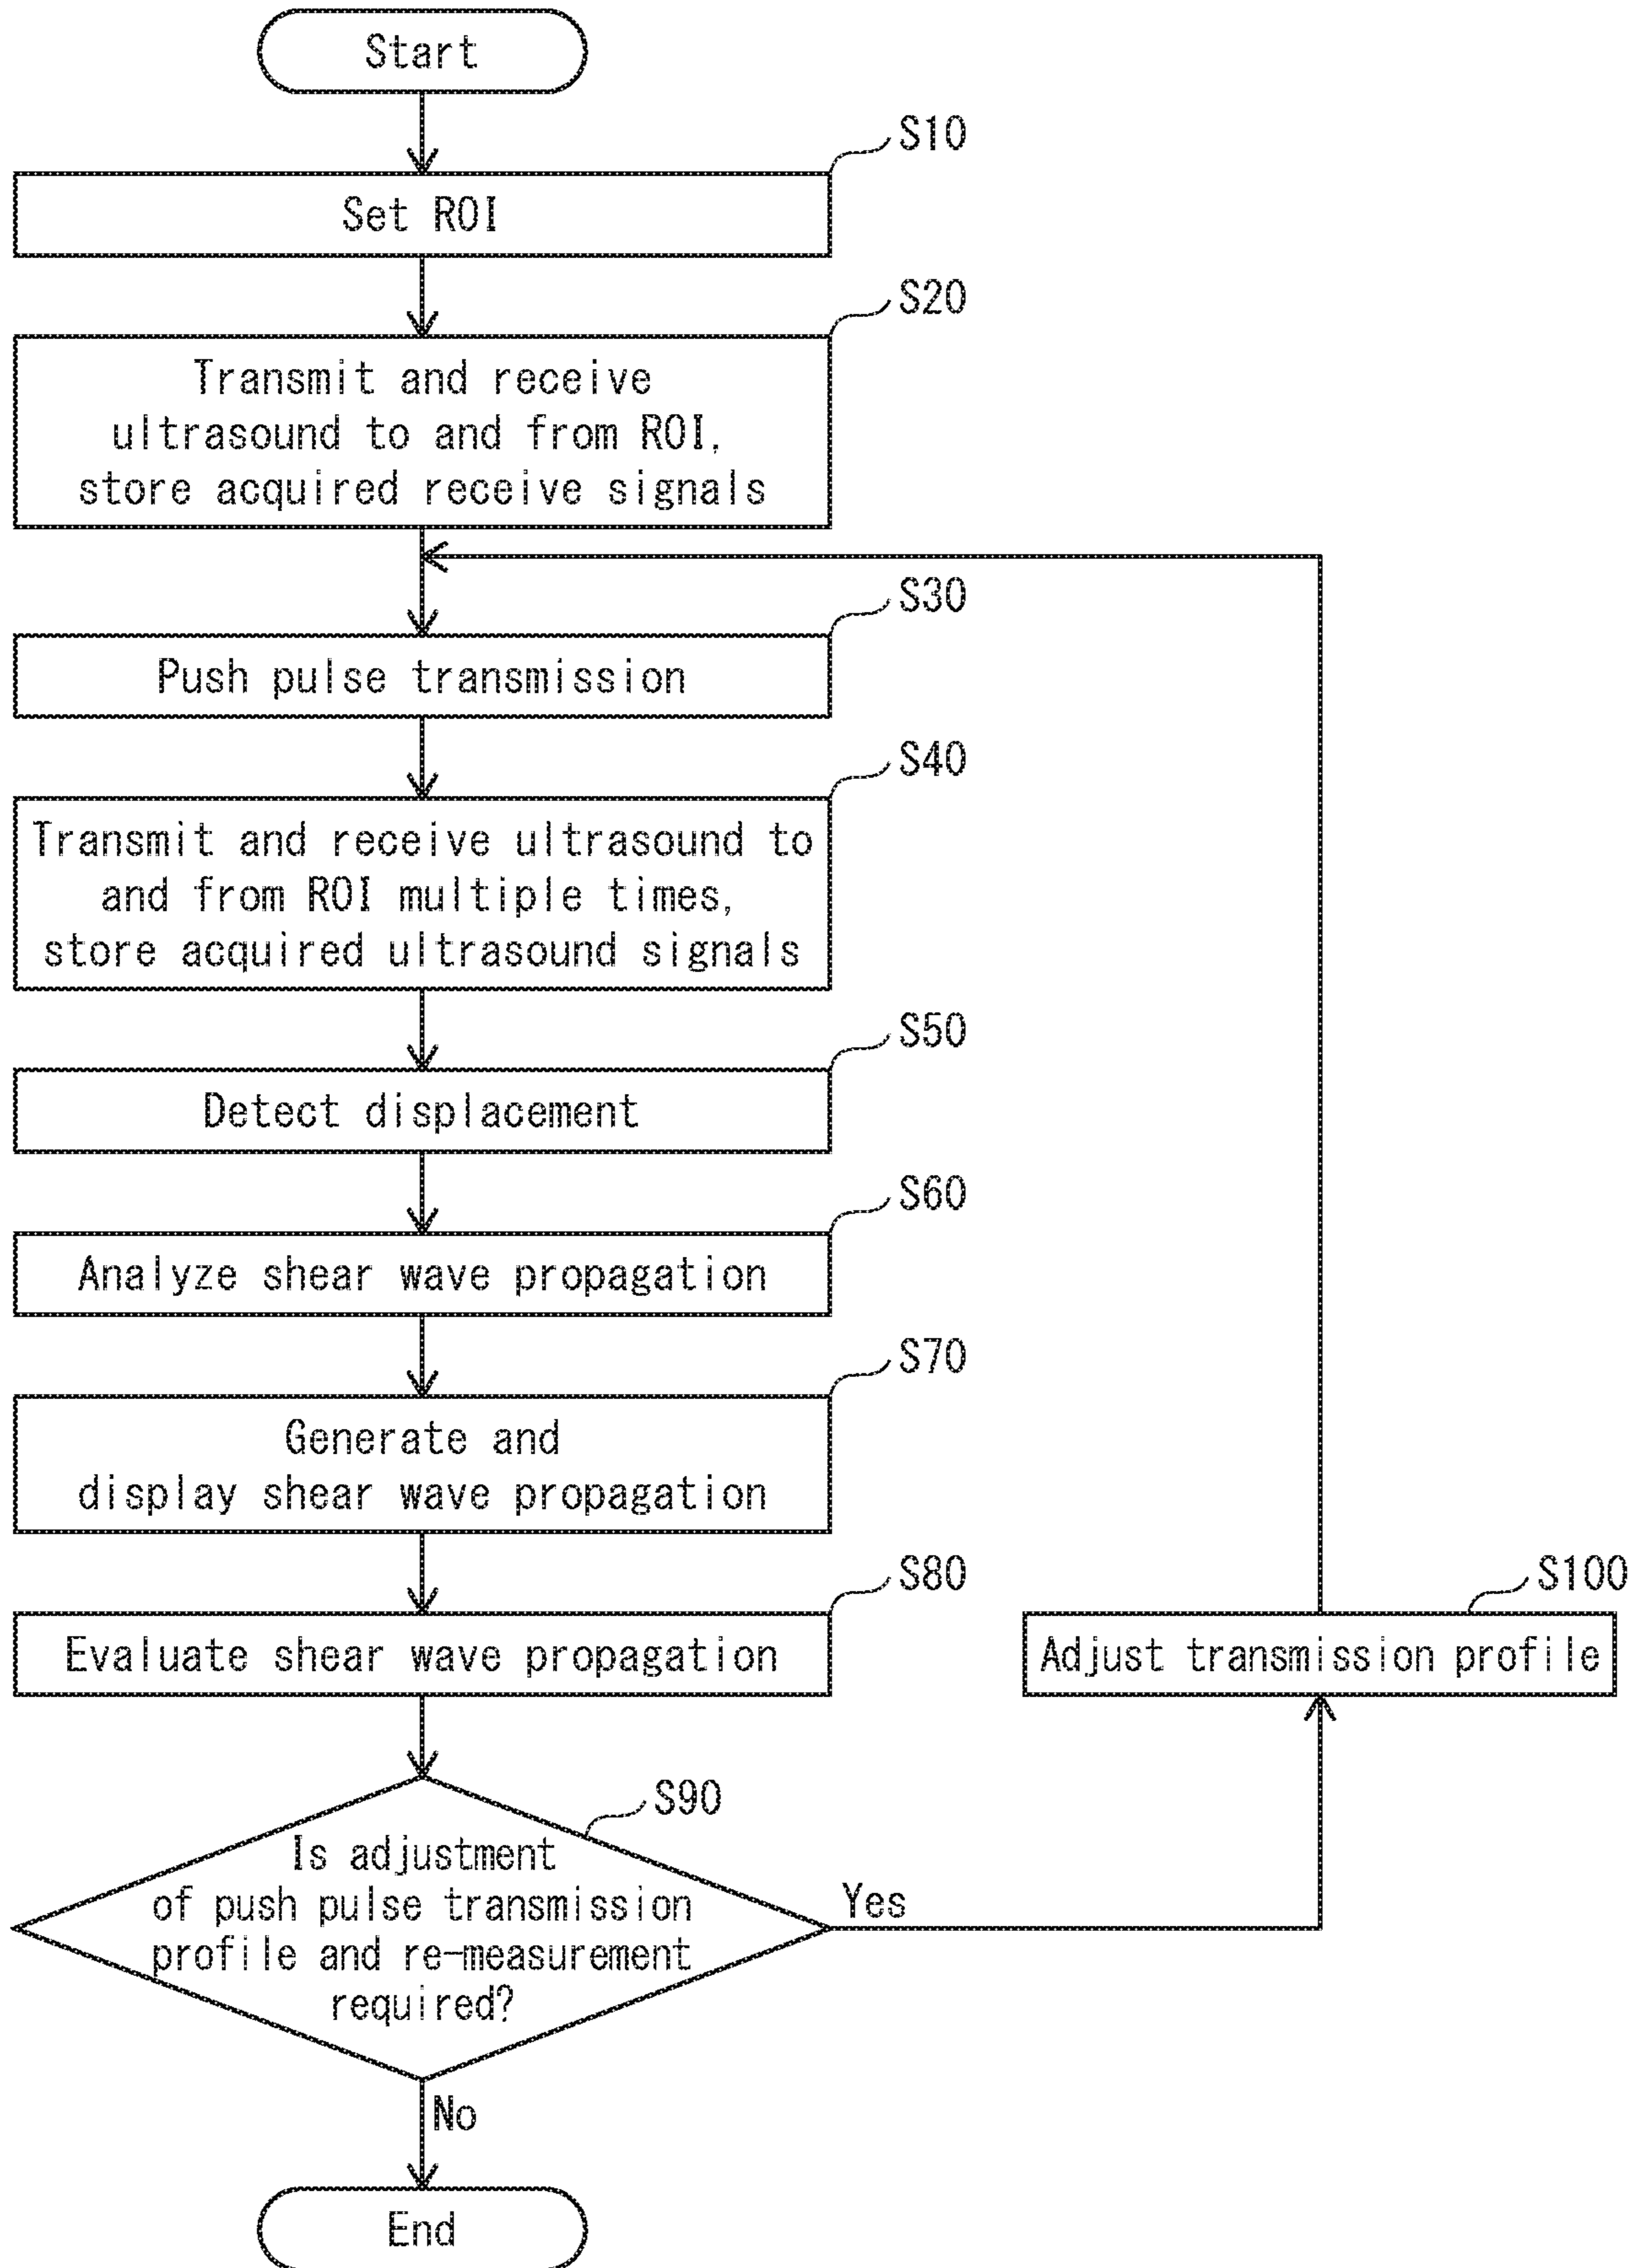 Start
S10
Set ROI
S20
Transmit and receive
ultrasound to and from ROI,
store acquired receive signals
S30
Push pulse transmission
S40
Transmit and receive ultrasound to
and from ROI multiple times,
store acquired ultrasound signals
S50
Detect displacement
S60
Analyze shear wave propagation
S70
Generate and
display shear wave propagation
S80
Evaluate shear wave propagation
S100
Adjust transmission profile
S90
Is adjustment
of push pulse transmission
profile and re-measurement
required?
Yes
No
End